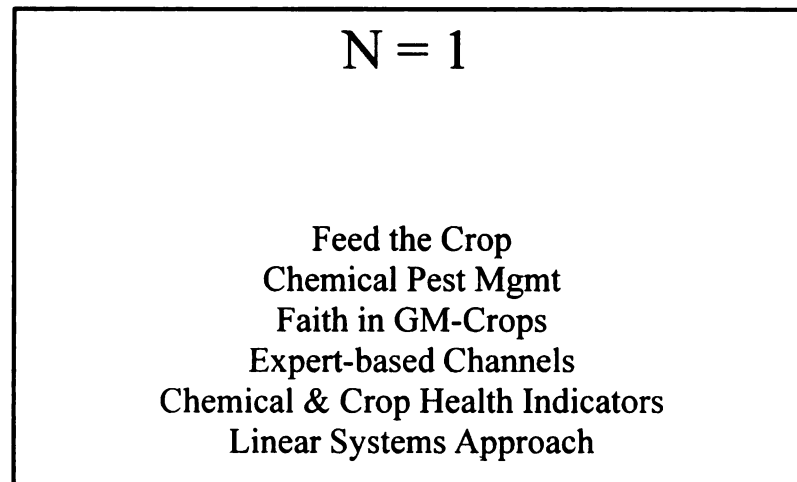 N = 1
Feed the Crop
Chemical Pest Mgmt
Faith in GM-Crops
Expert-based Channels
Chemical & Crop Health Indicators
Linear Systems Approach